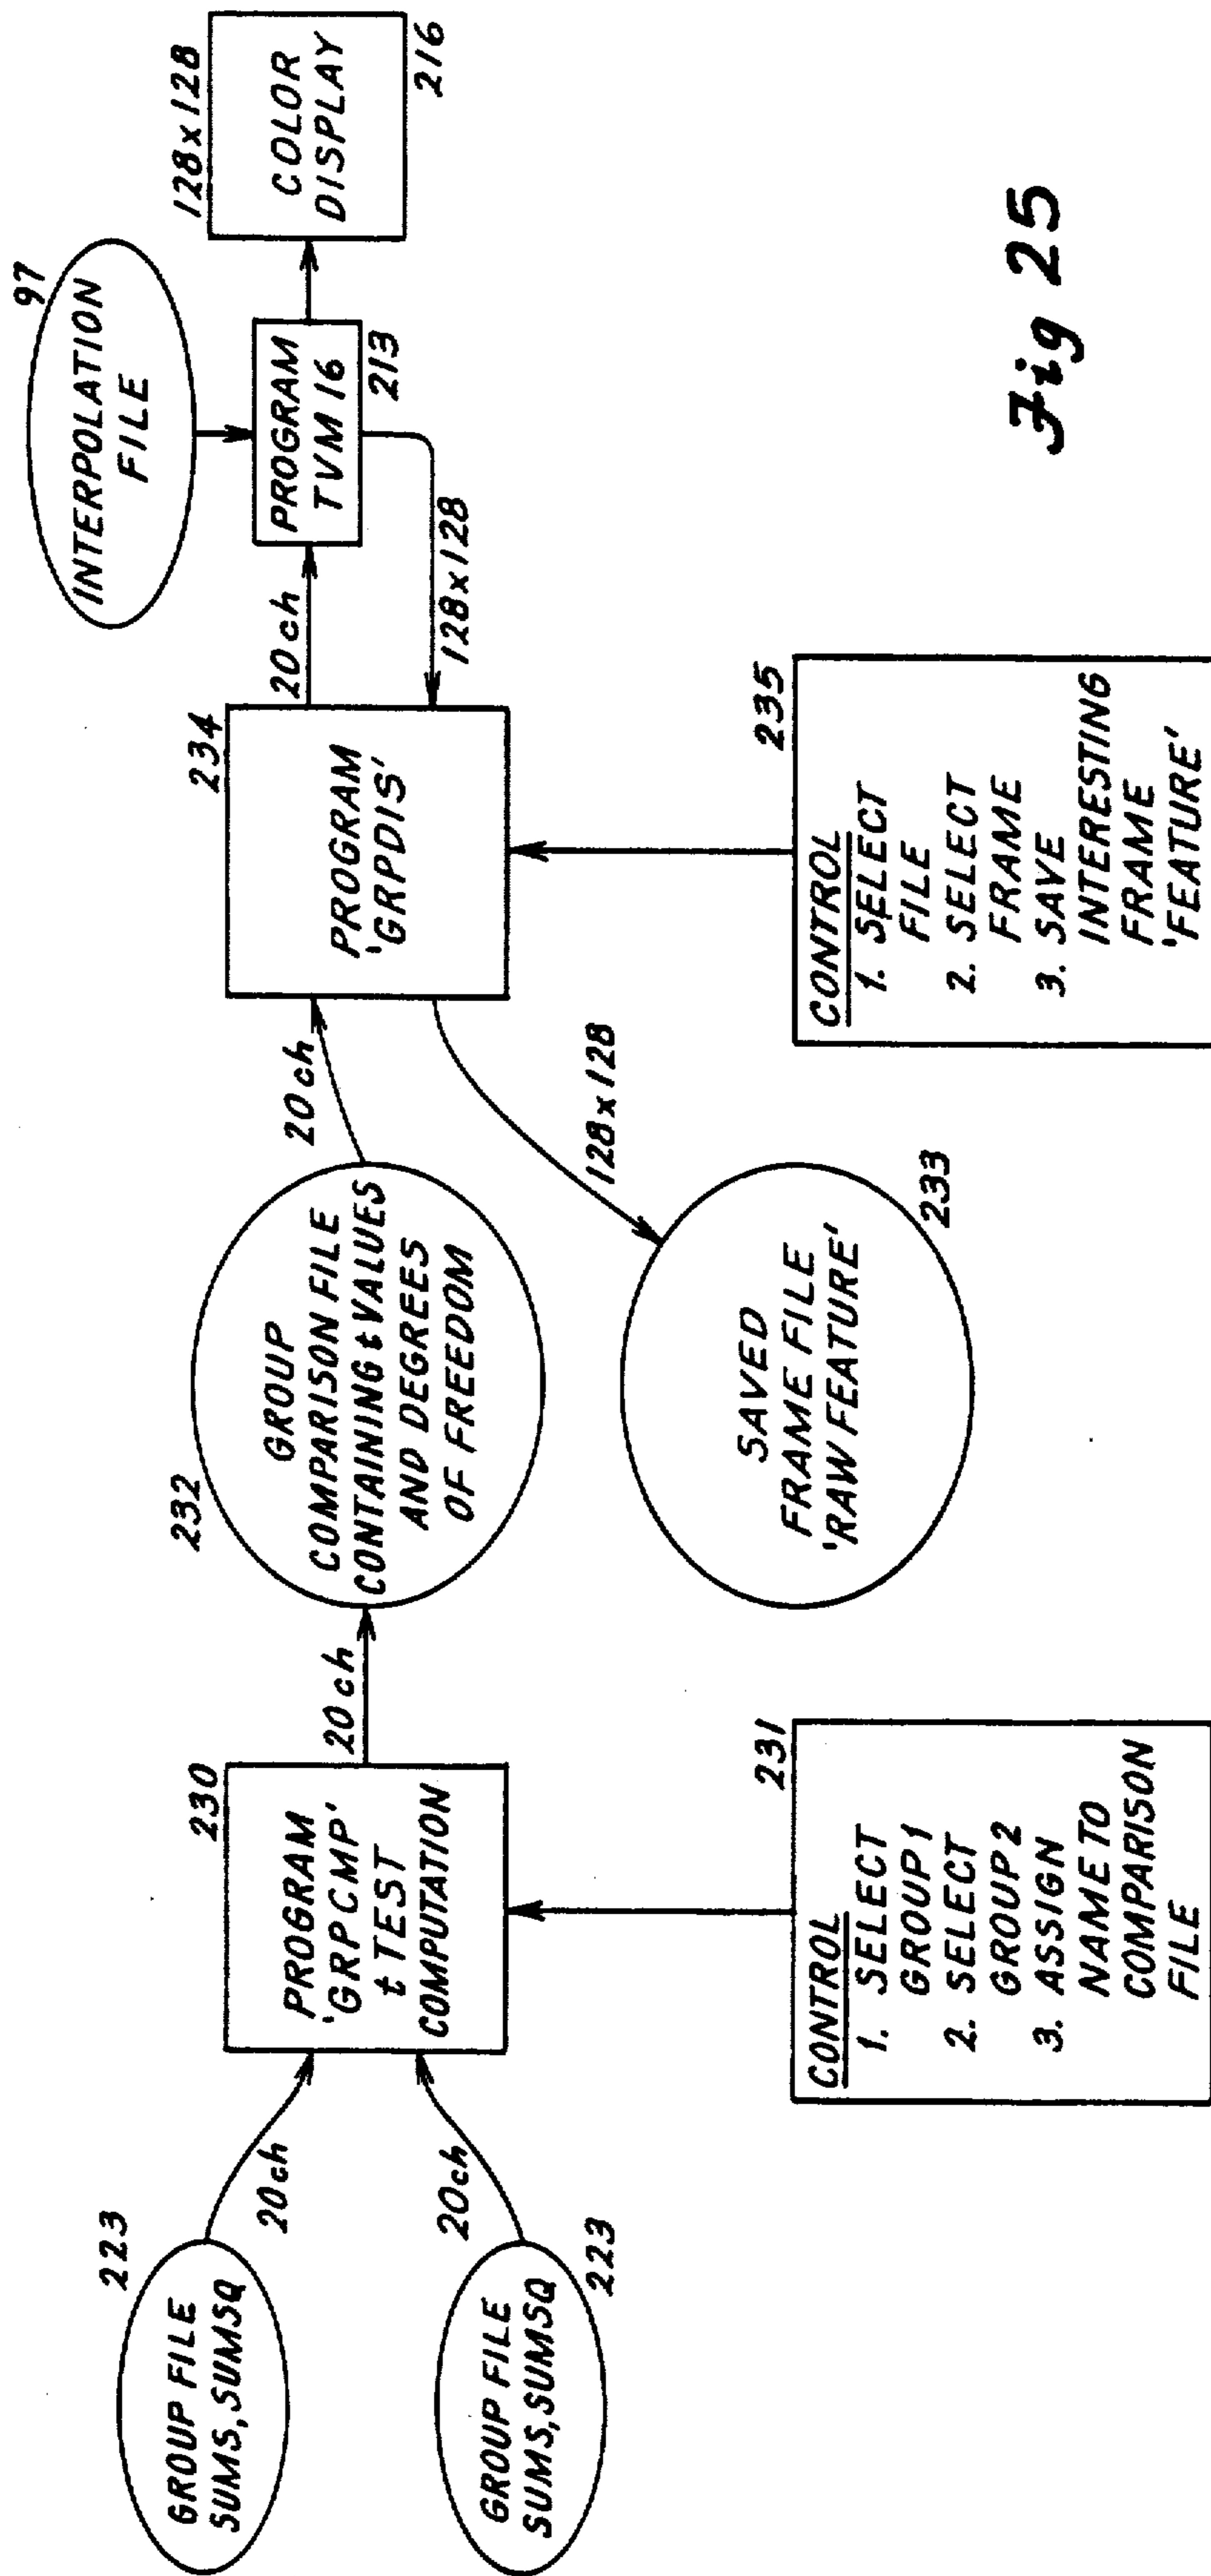 223
GROUP FILE
SUMS, SUMSQ
20ch
GROUP FILE
SUMS, SUMSQ
223
20ch
230
PROGRAM
'GRPCMP'
t TEST
COMPUTATION
20ch
231
CONTROL
1. SELECT
GROUP 1
2. SELECT
GROUP 2
3. ASSIGN
NAME TO
COMPARISON
FILE
232
GROUP
COMPARISON FILE
CONTAINING t VALUES
AND DEGREES
OF FREEDOM
20ch
SAVED
FRAME FILE
'RAW FEATURE'
233
128x128
234
PROGRAM
'GRPDIS'
20ch
128x128
235
CONTROL
1. SELECT
FILE
2. SELECT
FRAME
3. SAVE
INTERESTING
FRAME
'FEATURE'
97
INTERPOLATION
FILE
PROGRAM
TVM 16
213
128x128
COLOR
DISPLAY
216
Fig 25